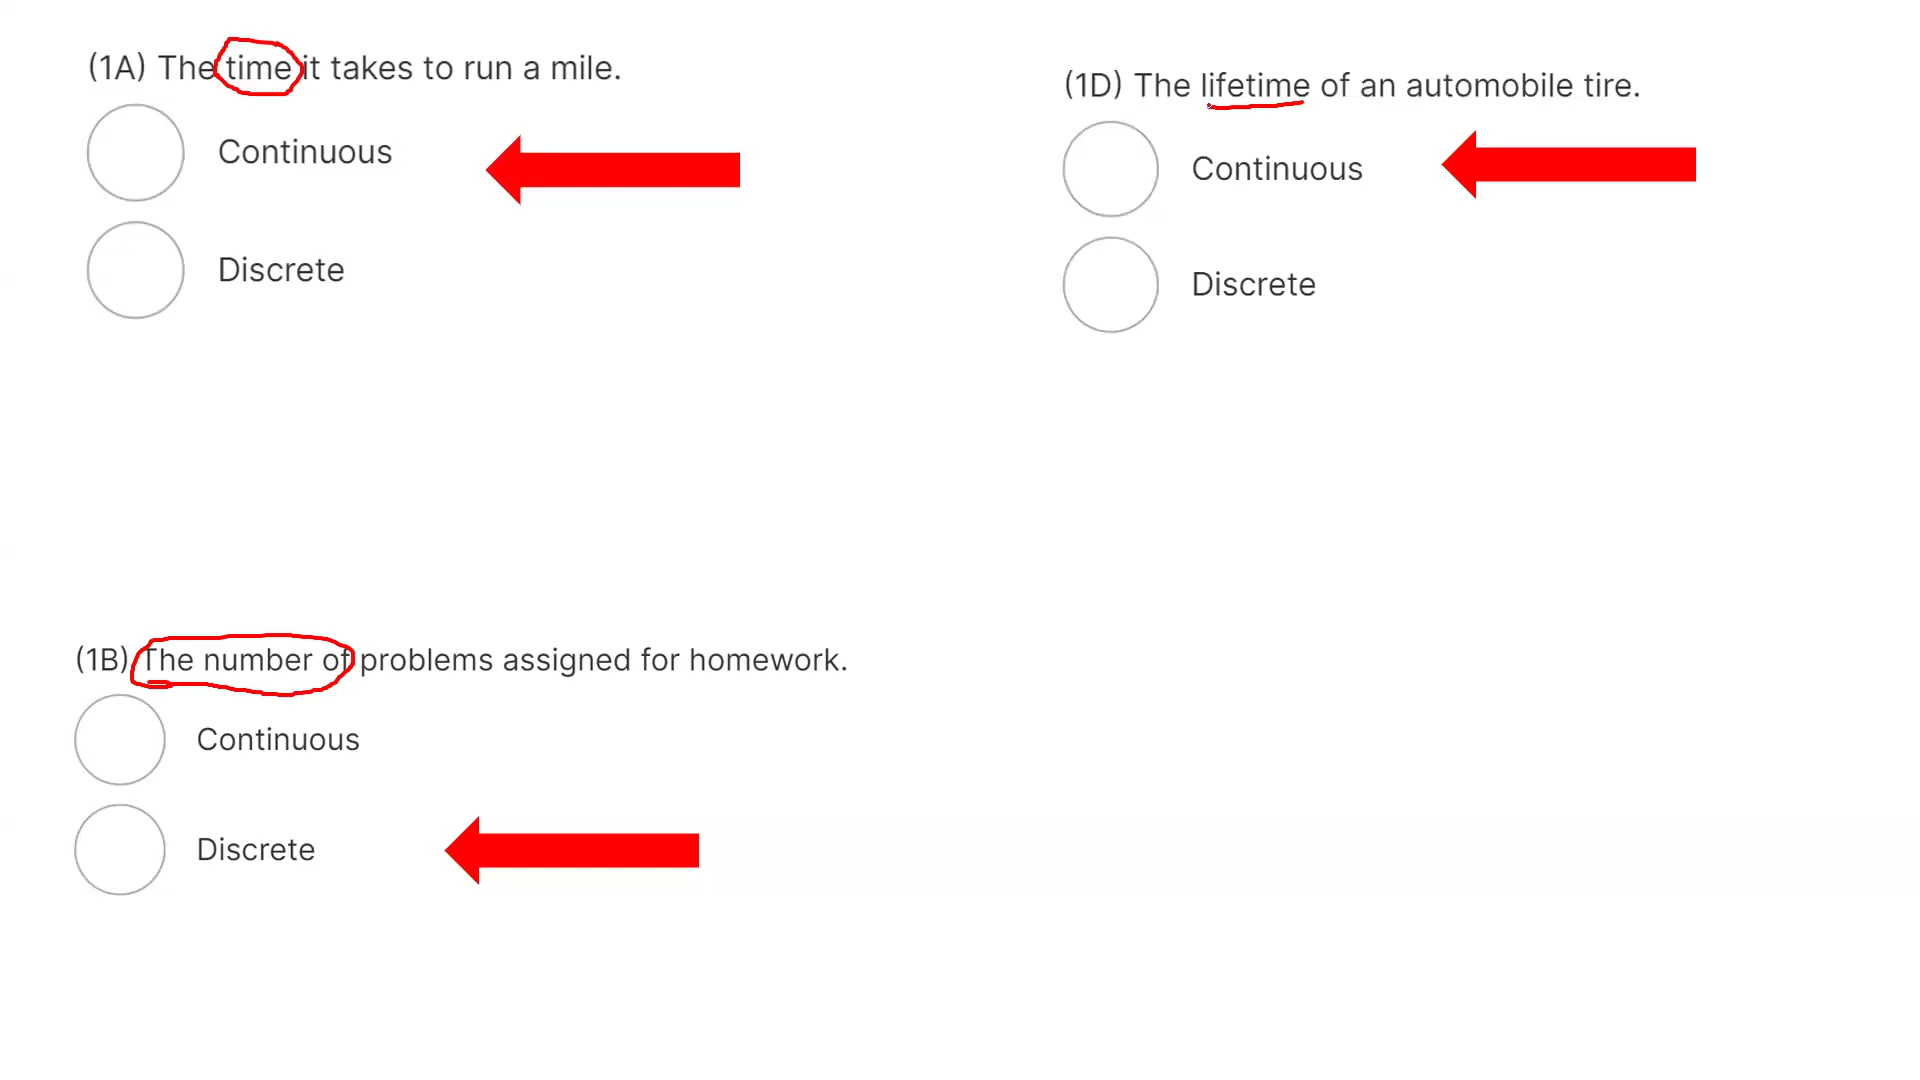 (1A) The time it takes to run a mile.
Continuous
Discrete
(1D) The lifetime of an automobile tire.
Continuous
Discrete
(1B) The number of problems assigned for homework.
Continuous
Discrete